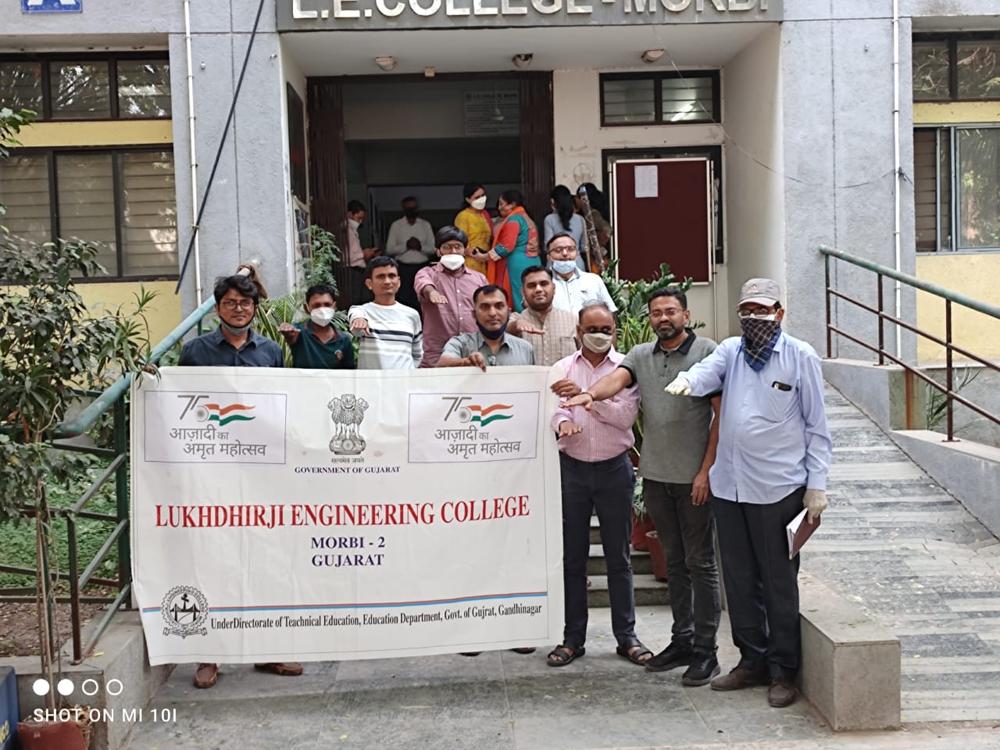 L.E.COLLEGE - MORBI
A
L.E. COLLEGE MORBI
75
आज़ादी का
अमृत महोत्सव
सत्यमेव जयते
GOVERNMENT OF GUJARAT
75
आज़ादी का
अमृत महोत्सव
LUKHDHIRJI ENGINEERING COLLEGE
MORBI - 2
GUJARAT
UnderDirectorate of Teachnical Education, Education Department, Govt. of Gujrat, Gandhinagar
SHOT ON MI 10I